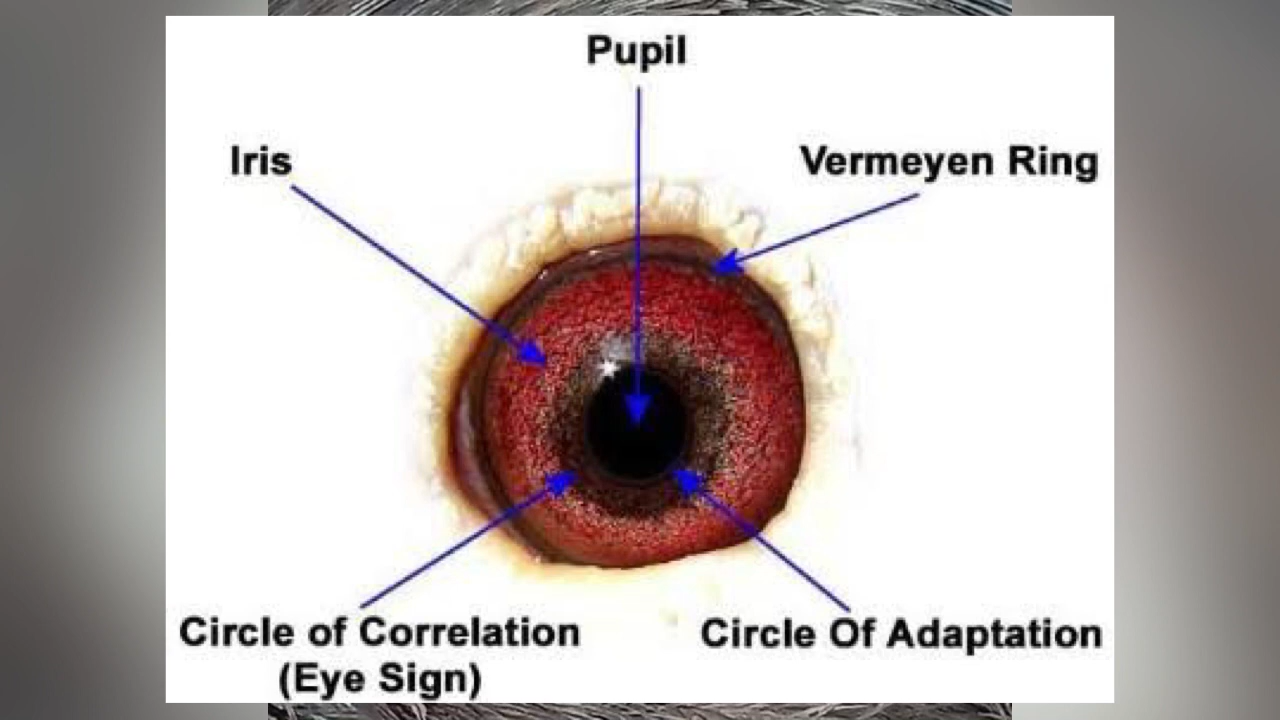 Pupil
Iris
Vermeyen Ring
Circle of Correlation
(Eye Sign)
Circle Of Adaptation